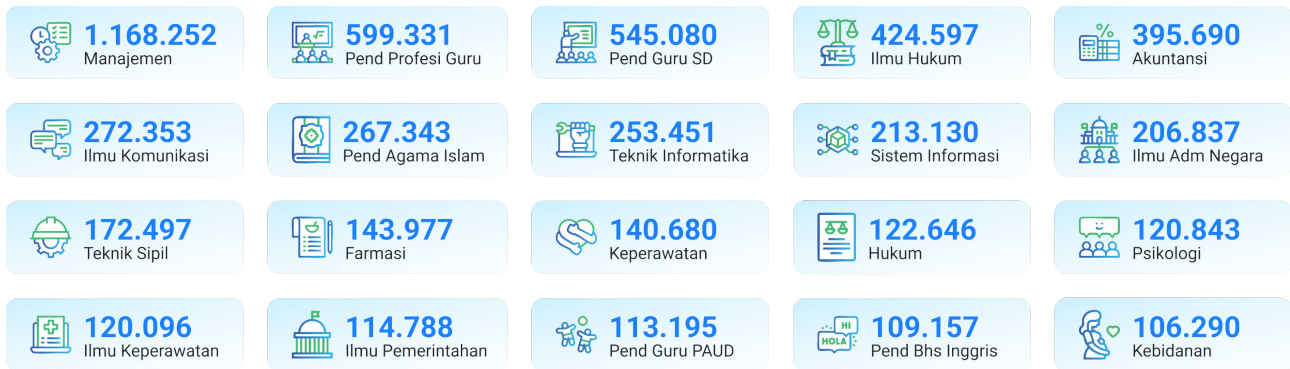 1.168.252
Manajemen
599.331
Pend Profesi Guru
545.080
Pend Guru SD
424.597
Ilmu Hukum
395.690
Akuntansi
272.353
Ilmu Komunikasi
267.343
Pend Agama Islam
253.451
Teknik Informatika
213.130
Sistem Informasi
206.837
Ilmu Adm Negara
172.497
Teknik Sipil
143.977
Farmasi
140.680
Keperawatan
122.646
Hukum
120.843
Psikologi
120.096
Ilmu Keperawatan
114.788
Ilmu Pemerintahan
113.195
Pend Guru PAUD
HI
HOLA
109.157
Pend Bhs Inggris
106.290
Kebidanan